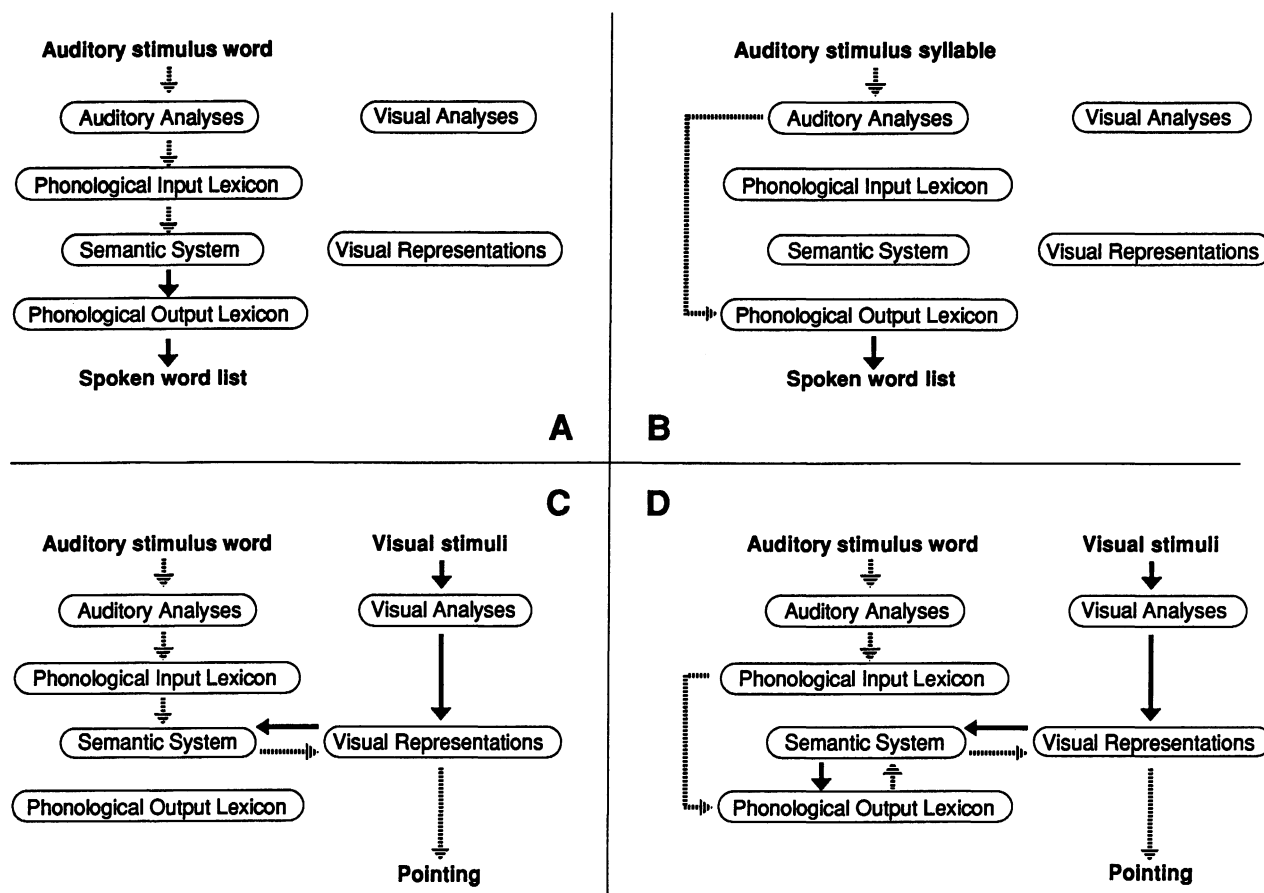 Auditory stimulus word
Auditory Analyses
Visual Analyses
Phonological Input Lexicon
Semantic System
Visual Representations
Phonological Output Lexicon
Spoken word list
A
Auditory stimulus syllable
Auditory Analyses
Visual Analyses
Phonological Input Lexicon
Semantic System
Visual Representations
Phonological Output Lexicon
Spoken word list
B
C
Auditory stimulus word
Visual stimuli
Auditory Analyses
Visual Analyses
Phonological Input Lexicon
Semantic System
Visual Representations
Phonological Output Lexicon
Pointing
D
Auditory stimulus word
Visual stimuli
Auditory Analyses
Visual Analyses
Phonological Input Lexicon
Semantic System
Visual Representations
Phonological Output Lexicon
Pointing